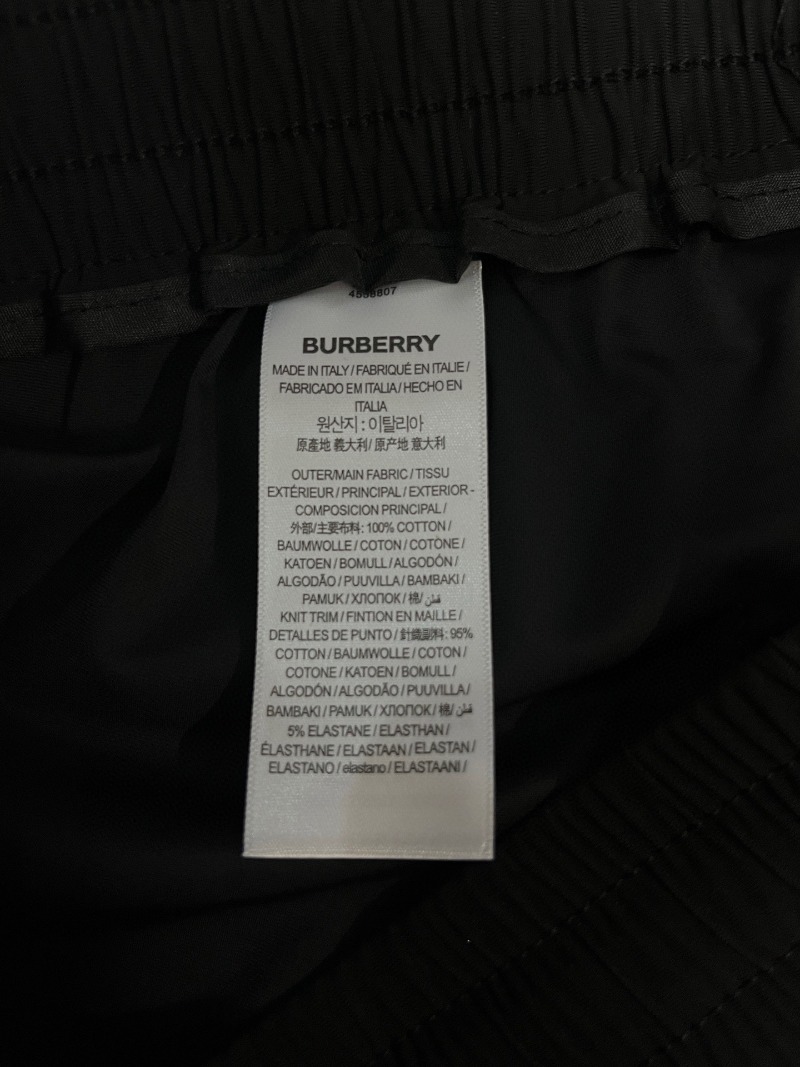 4558807
BURBERRY
MADE IN ITALY / FABRIQUÉ EN ITALIE /
FABRICADO EM ITALIA / HECHO EN
ITALIA
원산지 : 이탈리아
原產地 義大利/ 原产地 意大利
OUTER/MAIN FABRIC / TISSU
EXTÉRIEUR / PRINCIPAL / EXTERIOR -
COMPOSICION PRINCIPAL /
外部/主要布料: 100% COTTON /
BAUMWOLLE / COTON / COTONE /
KATOEN / BOMULL / ALGODÓN /
ALGODÃO / PUUVILLA / BAMBAKI /
PAMUK / ХЛОПОК / 棉/ قطن
KNIT TRIM / FINTION EN MAILLE /
DETALLES DE PUNTO / 針織副料: 95%
COTTON / BAUMWOLLE / COTON /
COTONE / KATOEN / BOMULL /
ALGODÓN / ALGODÃO / PUUVILLA /
BAMBAKI / PAMUK / ХЛОПОК / 棉/ قطن
5% ELASTANE / ELASTHAN /
ÉLASTHANE / ELASTAAN / ELASTAN /
ELASTANO / elastano / ELASTAANI /